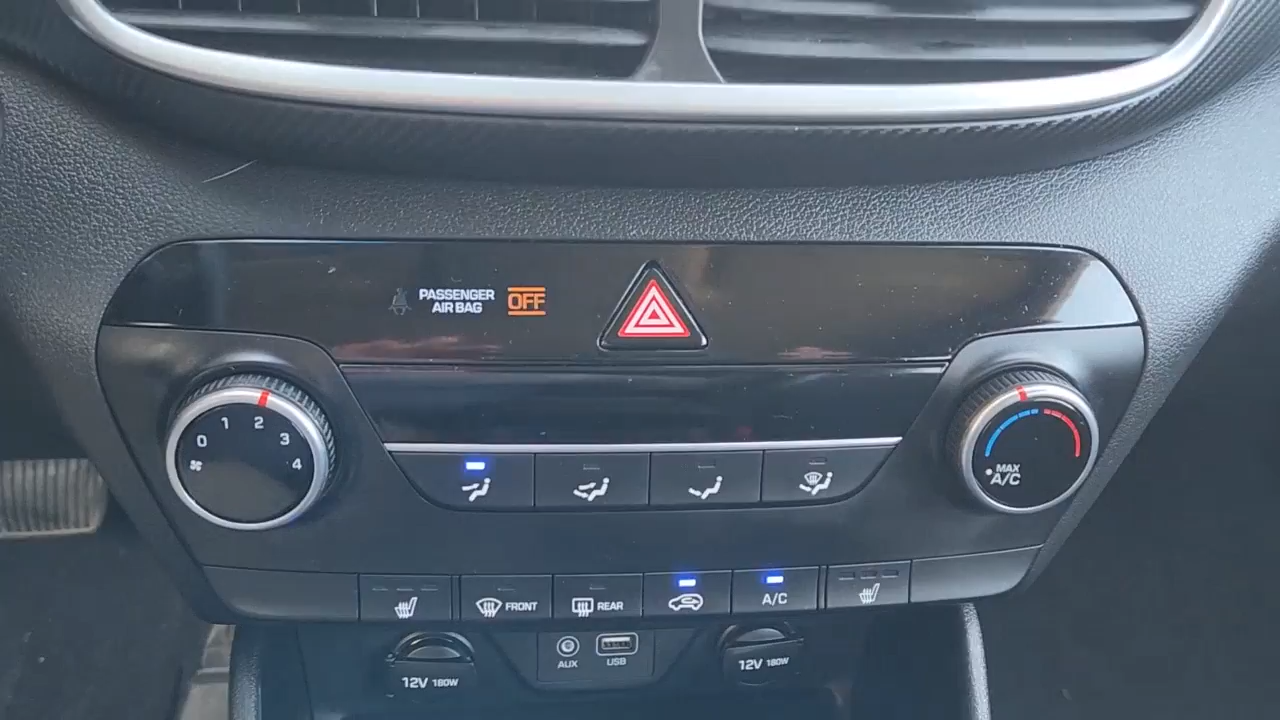 PASSENGER
AIR BAG
OFF
0 1 2 3 4
MAX
A/C
FRONT
REAR
A/C
AUX
USB
12V 180W
12V 180W